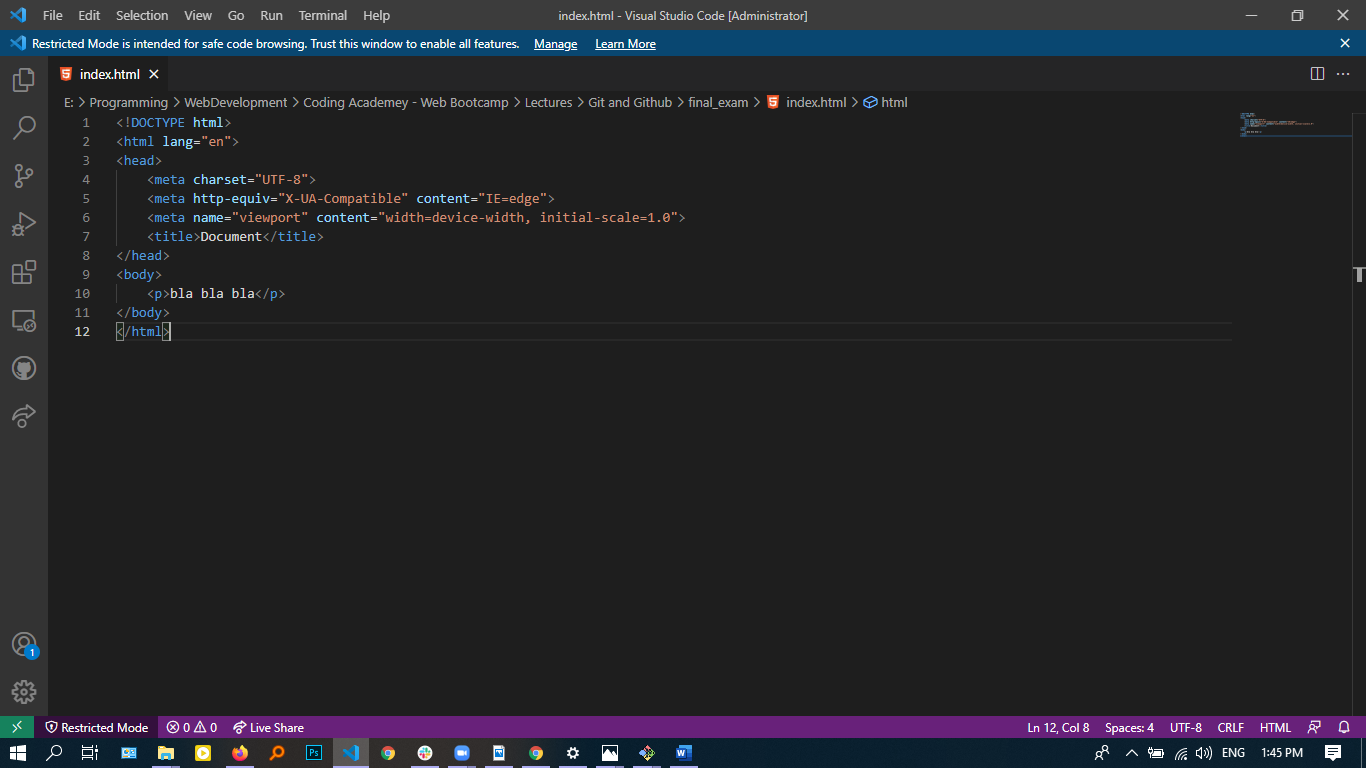 File Edit Selection View Go Run Terminal Help index.html - Visual Studio Code [Administrator]
Restricted Mode is intended for safe code browsing. Trust this window to enable all features. Manage Learn More
index.html
E: > Programming > WebDevelopment > Coding Academey - Web Bootcamp > Lectures > Git and Github > final_exam > index.html > html
1 <!DOCTYPE html>
2 <html lang="en">
3 <head>
4     <meta charset="UTF-8">
5     <meta http-equiv="X-UA-Compatible" content="IE=edge">
6     <meta name="viewport" content="width=device-width, initial-scale=1.0">
7     <title>Document</title>
8 </head>
9 <body>
10     <p>bla bla bla</p>
11 </body>
12 </html>
1
Restricted Mode 0 0 Live Share Ln 12, Col 8 Spaces: 4 UTF-8 CRLF HTML
Ps ENG 1:45 PM